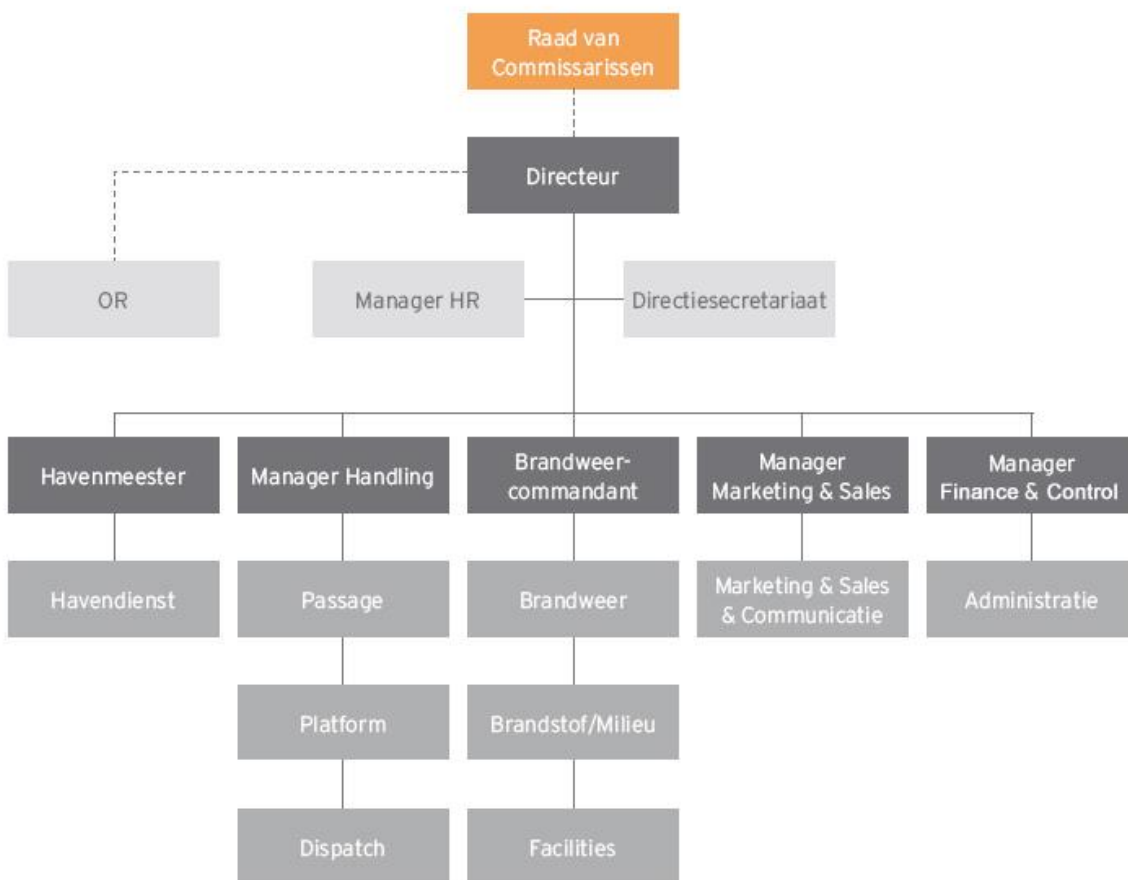 Raad van
Commissarissen
Directeur
OR
Manager HR
Directiesecretariaat
Havenmeester
Manager Handling
Brandweer-
commandant
Manager
Marketing & Sales
Manager
Finance & Control
Havendienst
Passage
Brandweer
Marketing & Sales
& Communicatie
Administratie
Platform
Brandstof/Milieu
Dispatch
Facilities